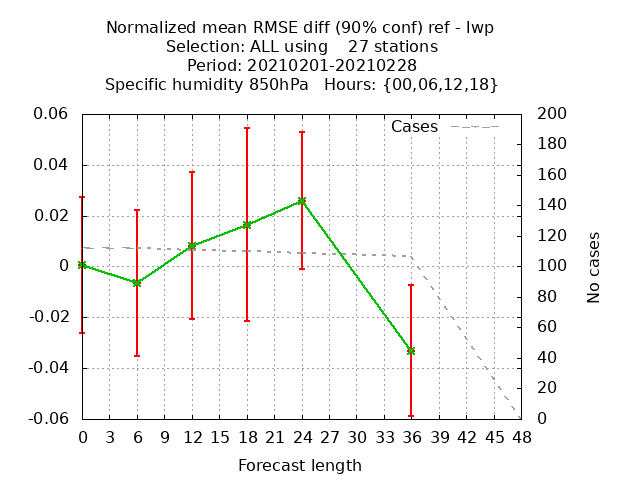 Normalized mean RMSE diff (90% conf) ref - lwp
Selection: ALL using    27 stations
Period: 20210201-20210228
Specific humidity 850hPa   Hours: {00,06,12,18}
Cases
0.06
0.04
0.02
0
-0.02
-0.04
-0.06
200
180
160
140
120
100
80
60
40
20
0
No cases
0 3 6 9 12 15 18 21 24 27 30 33 36 39 42 45 48
Forecast length